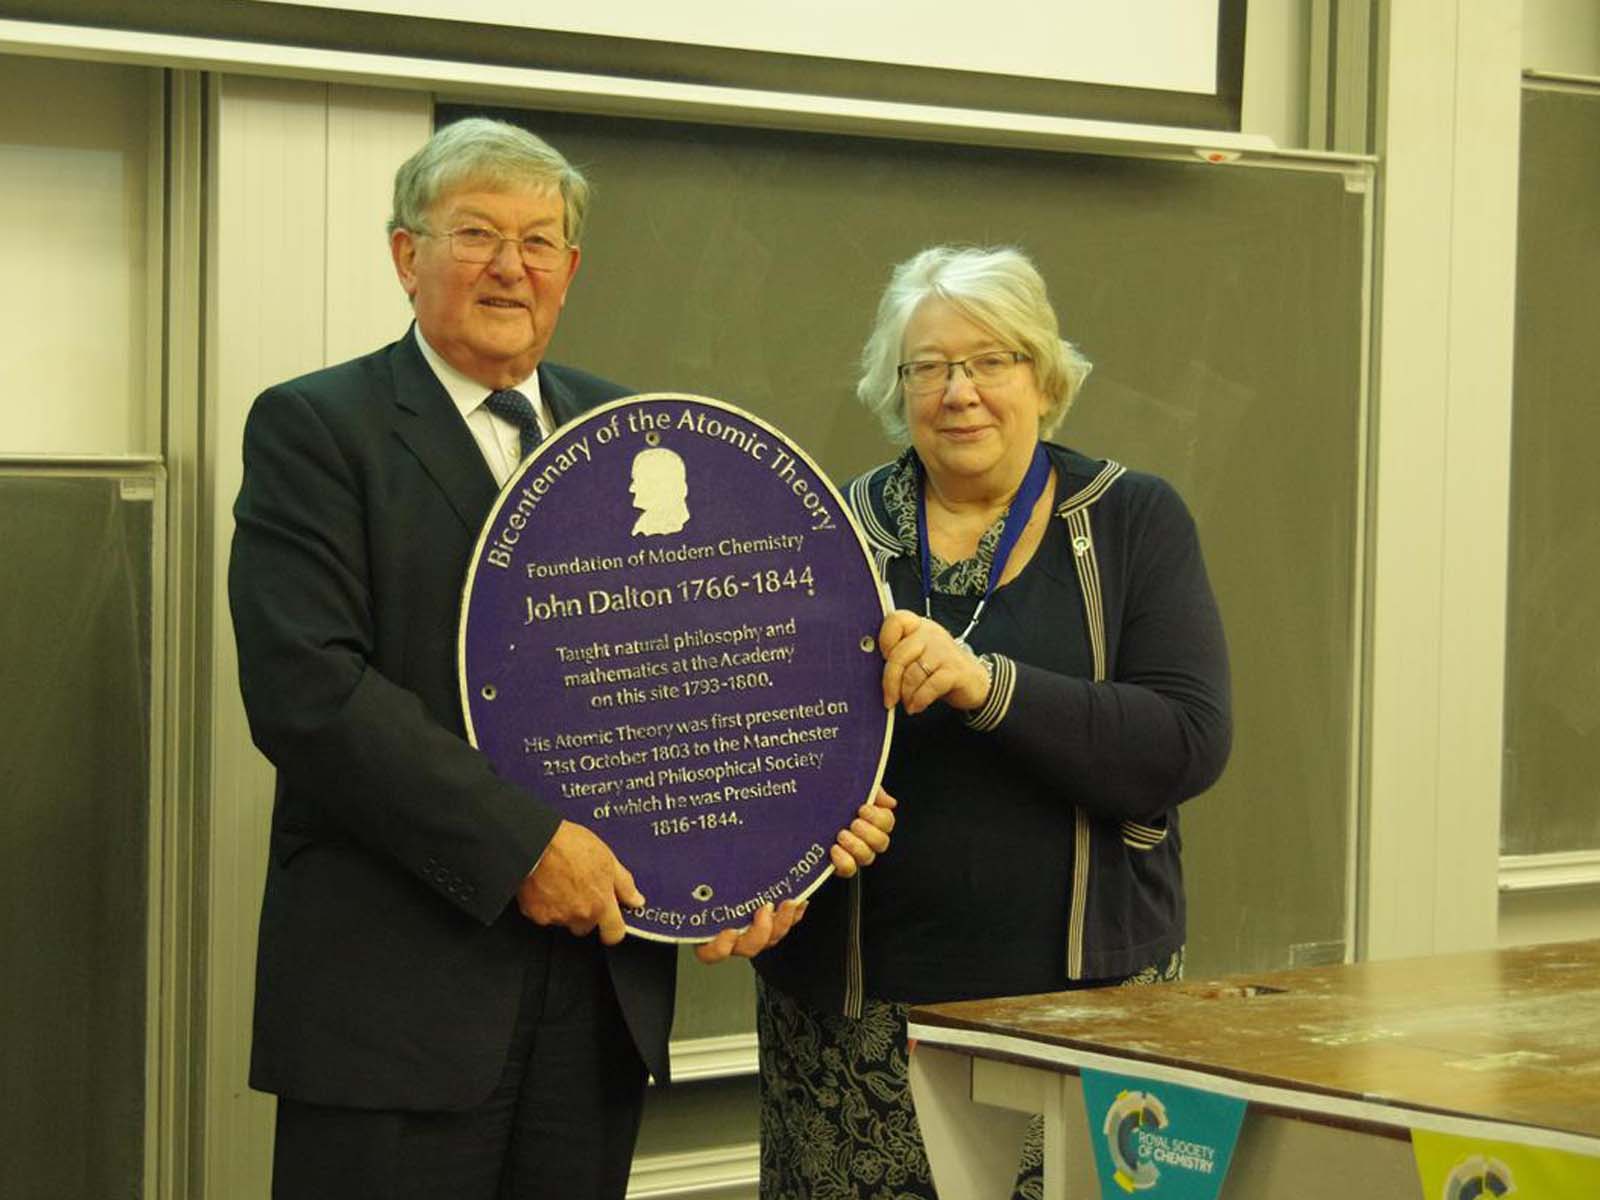 Bicentenary of the Atomic Theory
Foundation of Modern Chemistry
John Dalton 1766-1844
Taught natural philosophy and
mathematics at the Academy
on this site 1793-1800.
His Atomic Theory was first presented on
21st October 1803 to the Manchester
Literary and Philosophical Society
of which he was President
1816-1844.
Society of Chemistry 2003
ROYAL SOCIETY
OF CHEMISTRY